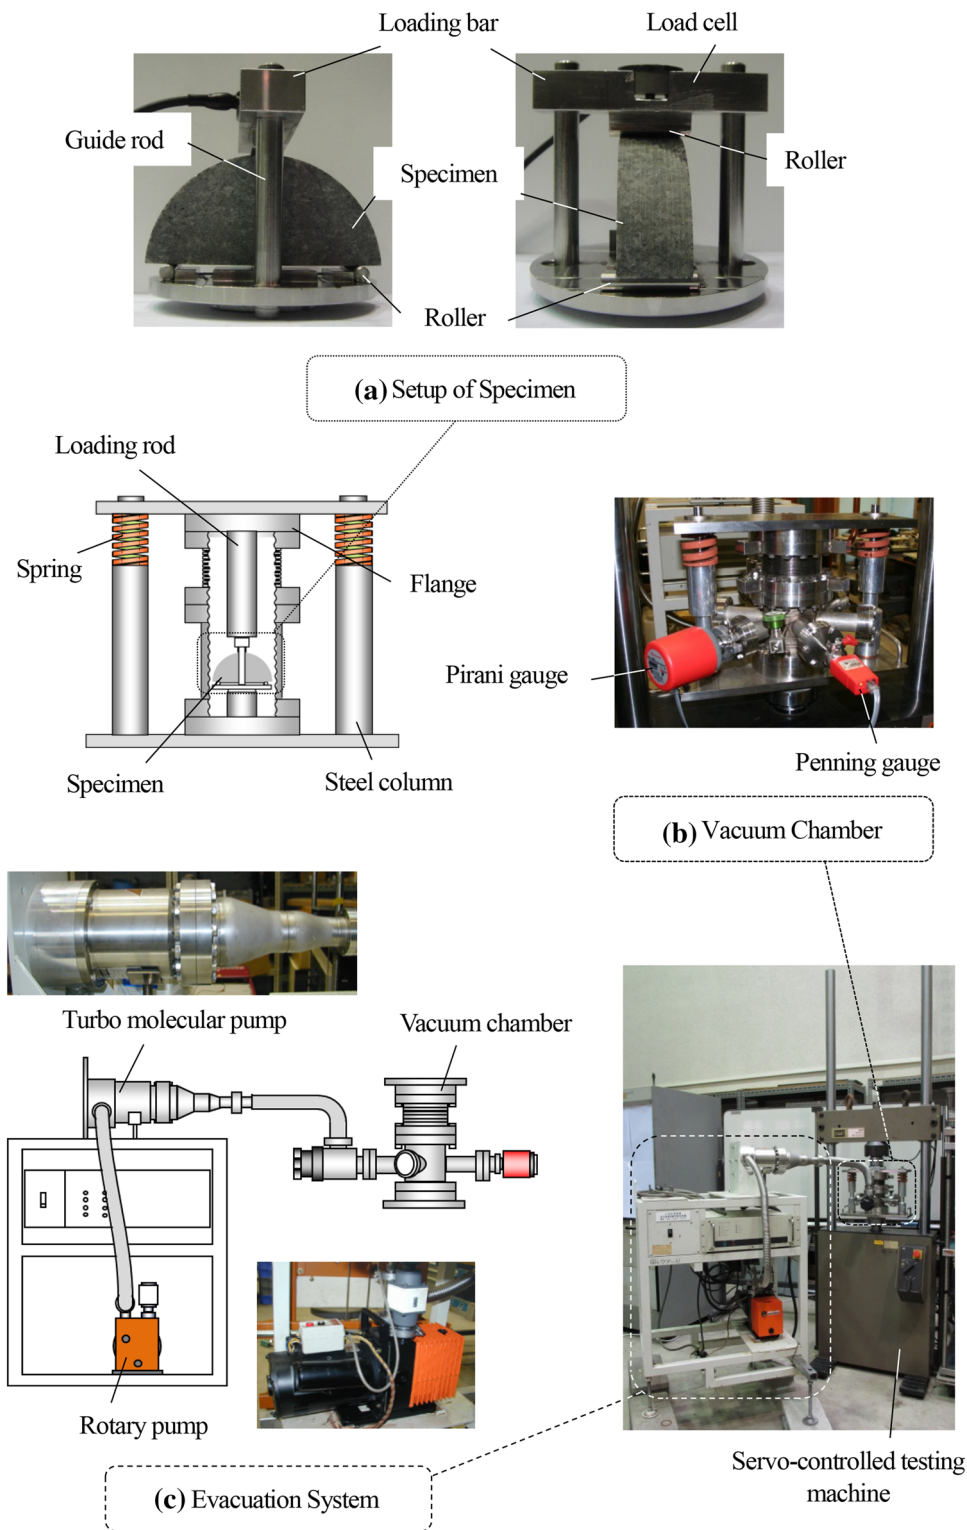 Loading bar
Load cell
Guide rod
Specimen
Roller
Roller
(a) Setup of Specimen
Loading rod
Spring
Flange
Pirani gauge
Specimen
Steel column
Penning gauge
(b) Vacuum Chamber
Turbo molecular pump
Vacuum chamber
Rotary pump
Servo-controlled testing
machine
(c) Evacuation System